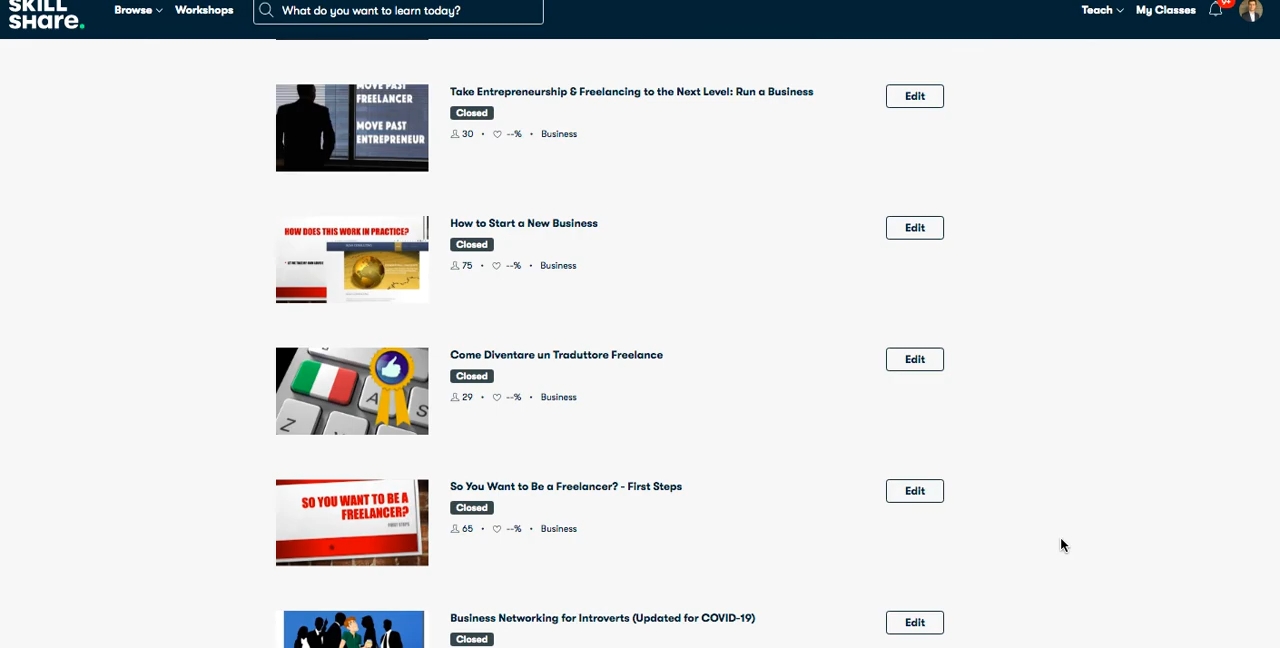 SKILL
SHare.
Browse
Workshops
What do you want to learn today?
Teach
My Classes
MOVE PAST
FREELANCER
MOVE PAST
ENTREPRENEUR
Take Entrepreneurship & Freelancing to the Next Level: Run a Business
Closed
30 • --% • Business
Edit
HOW DOES THIS WORK IN PRACTICE?
How to Start a New Business
Closed
75 • --% • Business
Edit
A
S
Z
Come Diventare un Traduttore Freelance
Closed
29 • --% • Business
Edit
SO YOU WANT TO BE A
FREELANCER?
FIRST STEPS
So You Want to Be a Freelancer? - First Steps
Closed
65 • --% • Business
Edit
Business Networking for Introverts (Updated for COVID-19)
Closed
Edit